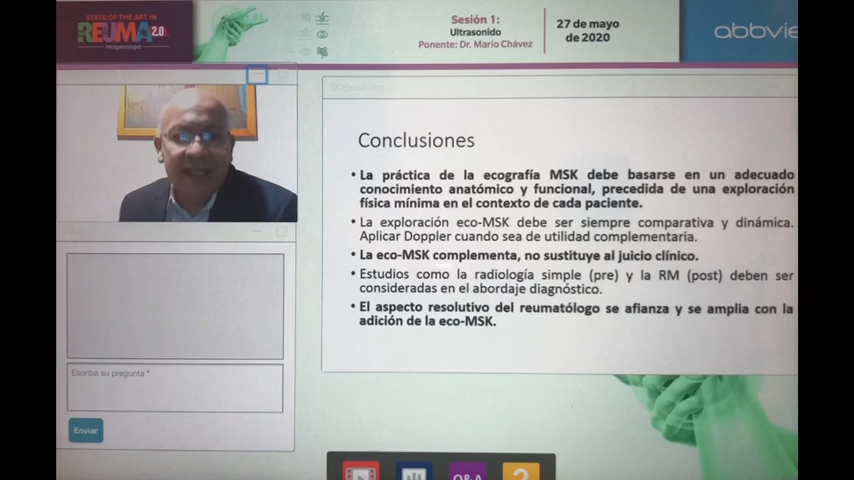 STATE OF THE ART IN
REUMA 2.0
Imagenología
Sesión 1:
Ultrasonido
Ponente: Dr. Mario Chávez
27 de mayo
de 2020
abbvie
Diapositivas
Conclusiones
• La práctica de la ecografía MSK debe basarse en un adecuado
conocimiento anatómico y funcional, precedida de una exploración
física mínima en el contexto de cada paciente.
• La exploración eco-MSK debe ser siempre comparativa y dinámica.
Aplicar Doppler cuando sea de utilidad complementaria.
• La eco-MSK complementa, no sustituye al juicio clínico.
• Estudios como la radiología simple (pre) y la RM (post) deben ser
consideradas en el abordaje diagnóstico.
• El aspecto resolutivo del reumatólogo se afianza y se amplia con la
adición de la eco-MSK.
Escriba su pregunta *
Enviar
Q&A
?